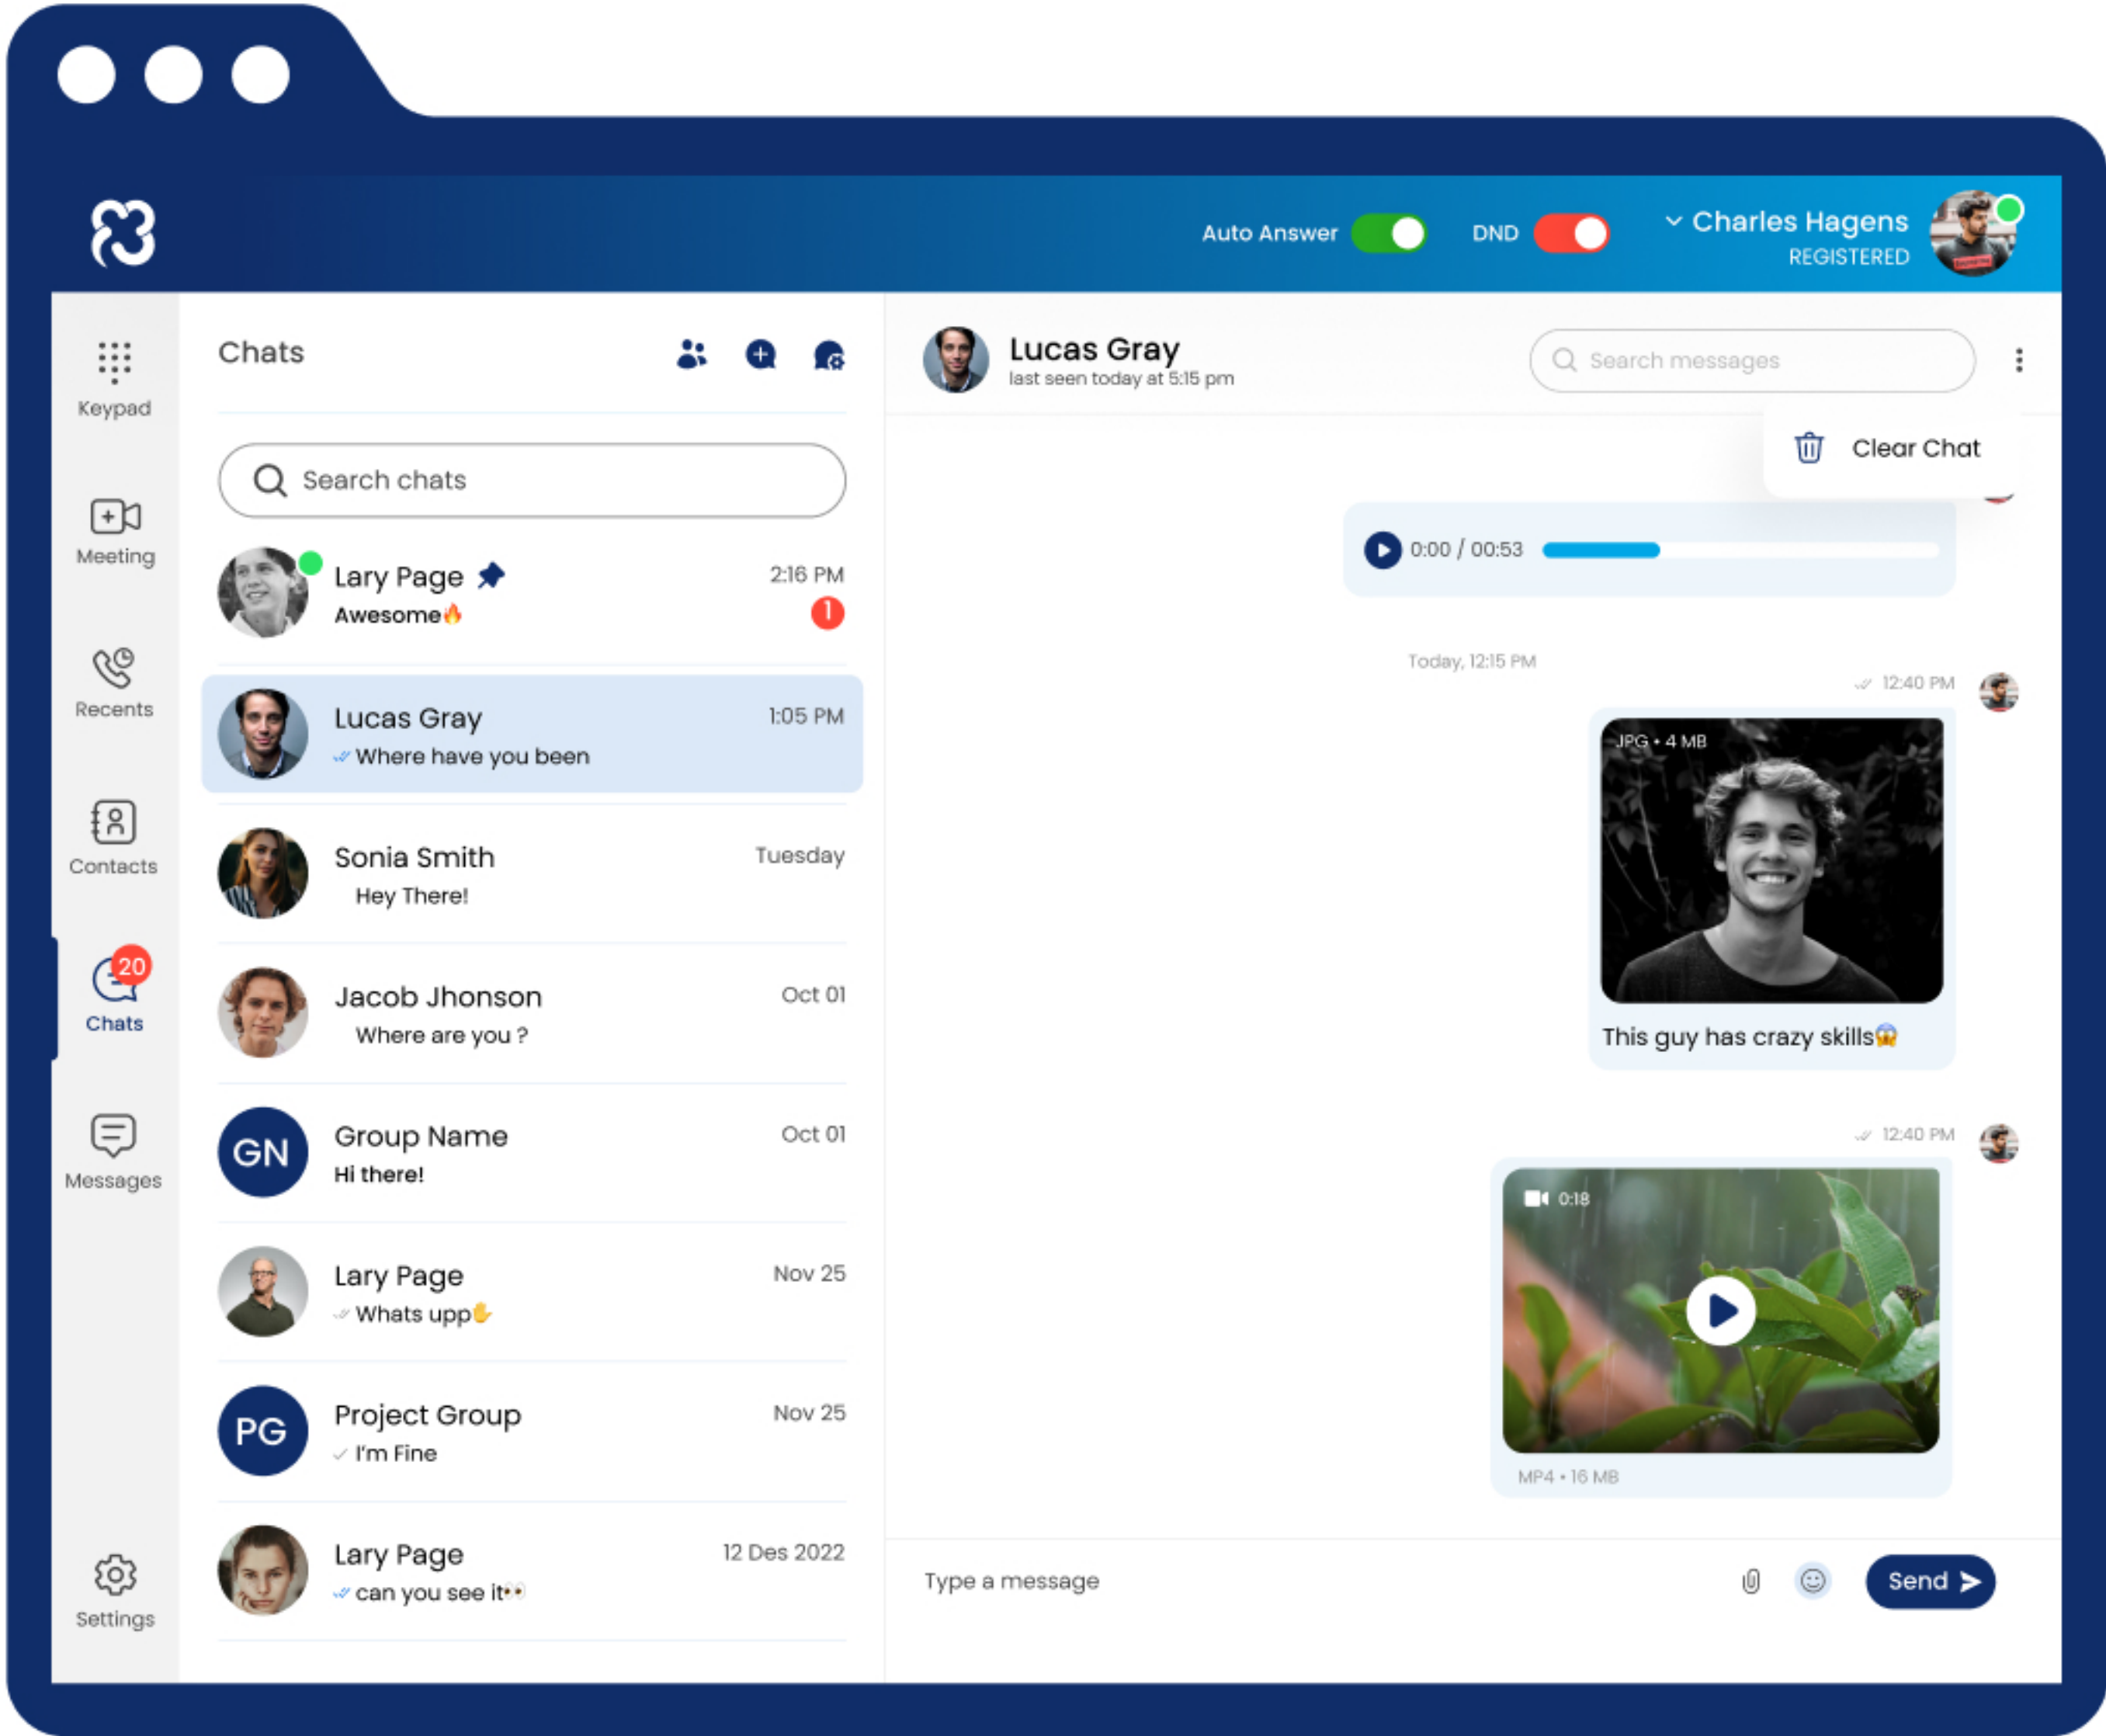 Auto Answer
DND
Charles Hagens
REGISTERED
Keypad
Meeting
Recents
Contacts
20
Chats
Messages
Settings
Chats
Search chats
Lary Page
2:16 PM
Awesome🔥
1
Lucas Gray
1:05 PM
Where have you been
Sonia Smith
Tuesday
Hey There!
Jacob Jhonson
Oct 01
Where are you ?
GN
Group Name
Oct 01
Hi there!
Lary Page
Nov 25
Whats upp✋
PG
Project Group
Nov 25
I'm Fine
Lary Page
12 Des 2022
can you see it👀
Lucas Gray
last seen today at 5:15 pm
Search messages
Clear Chat
0:00 / 00:53
Today, 12:15 PM
12:40 PM
JPG • 4 MB
This guy has crazy skills😱
12:40 PM
0:18
MP4 • 16 MB
Type a message
Send